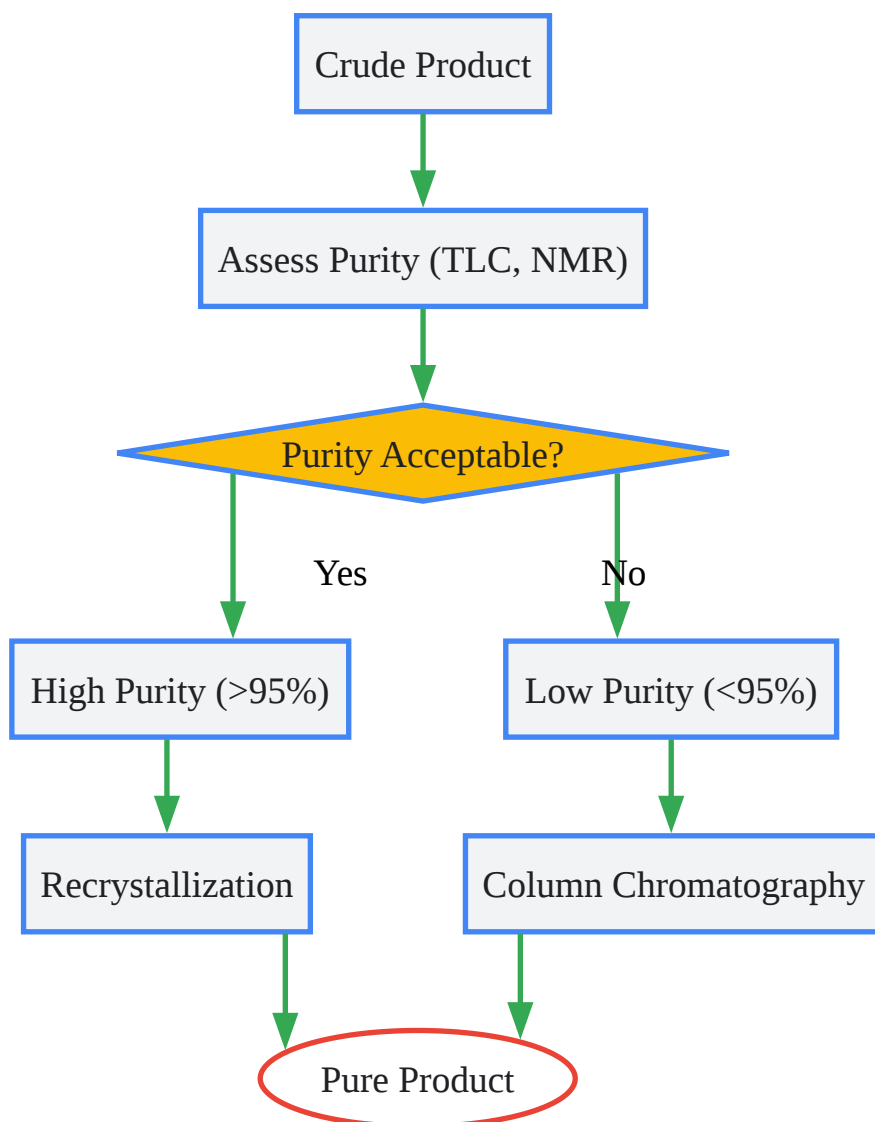 Crude Product
Assess Purity (TLC, NMR)
Purity Acceptable?
Yes
No
High Purity (>95%)
Low Purity (<95%)
Recrystallization
Column Chromatography
Pure Product